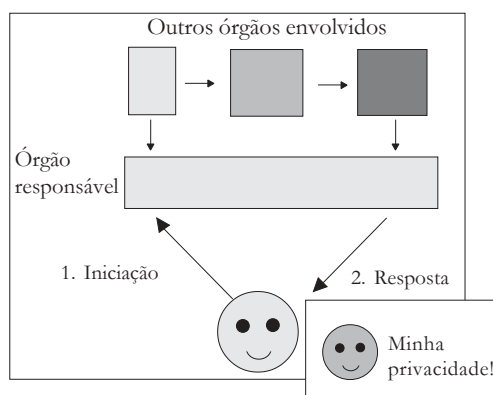 Outros órgãos envolvidos
Órgão
responsável
1. Iniciação
2. Resposta
Minha
privacidade!